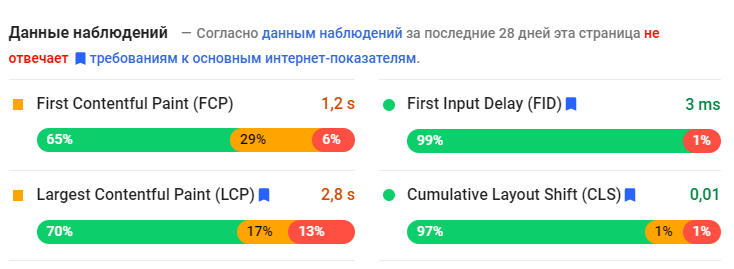 Данные наблюдений — Согласно данным наблюдений за последние 28 дней эта страница не
отвечает требованиям к основным интернет-показателям.
First Contentful Paint (FCP) 1,2 s
65% 29% 6%
First Input Delay (FID) 3 ms
99% 1%
Largest Contentful Paint (LCP) 2,8 s
70% 17% 13%
Cumulative Layout Shift (CLS) 0,01
97% 1% 1%